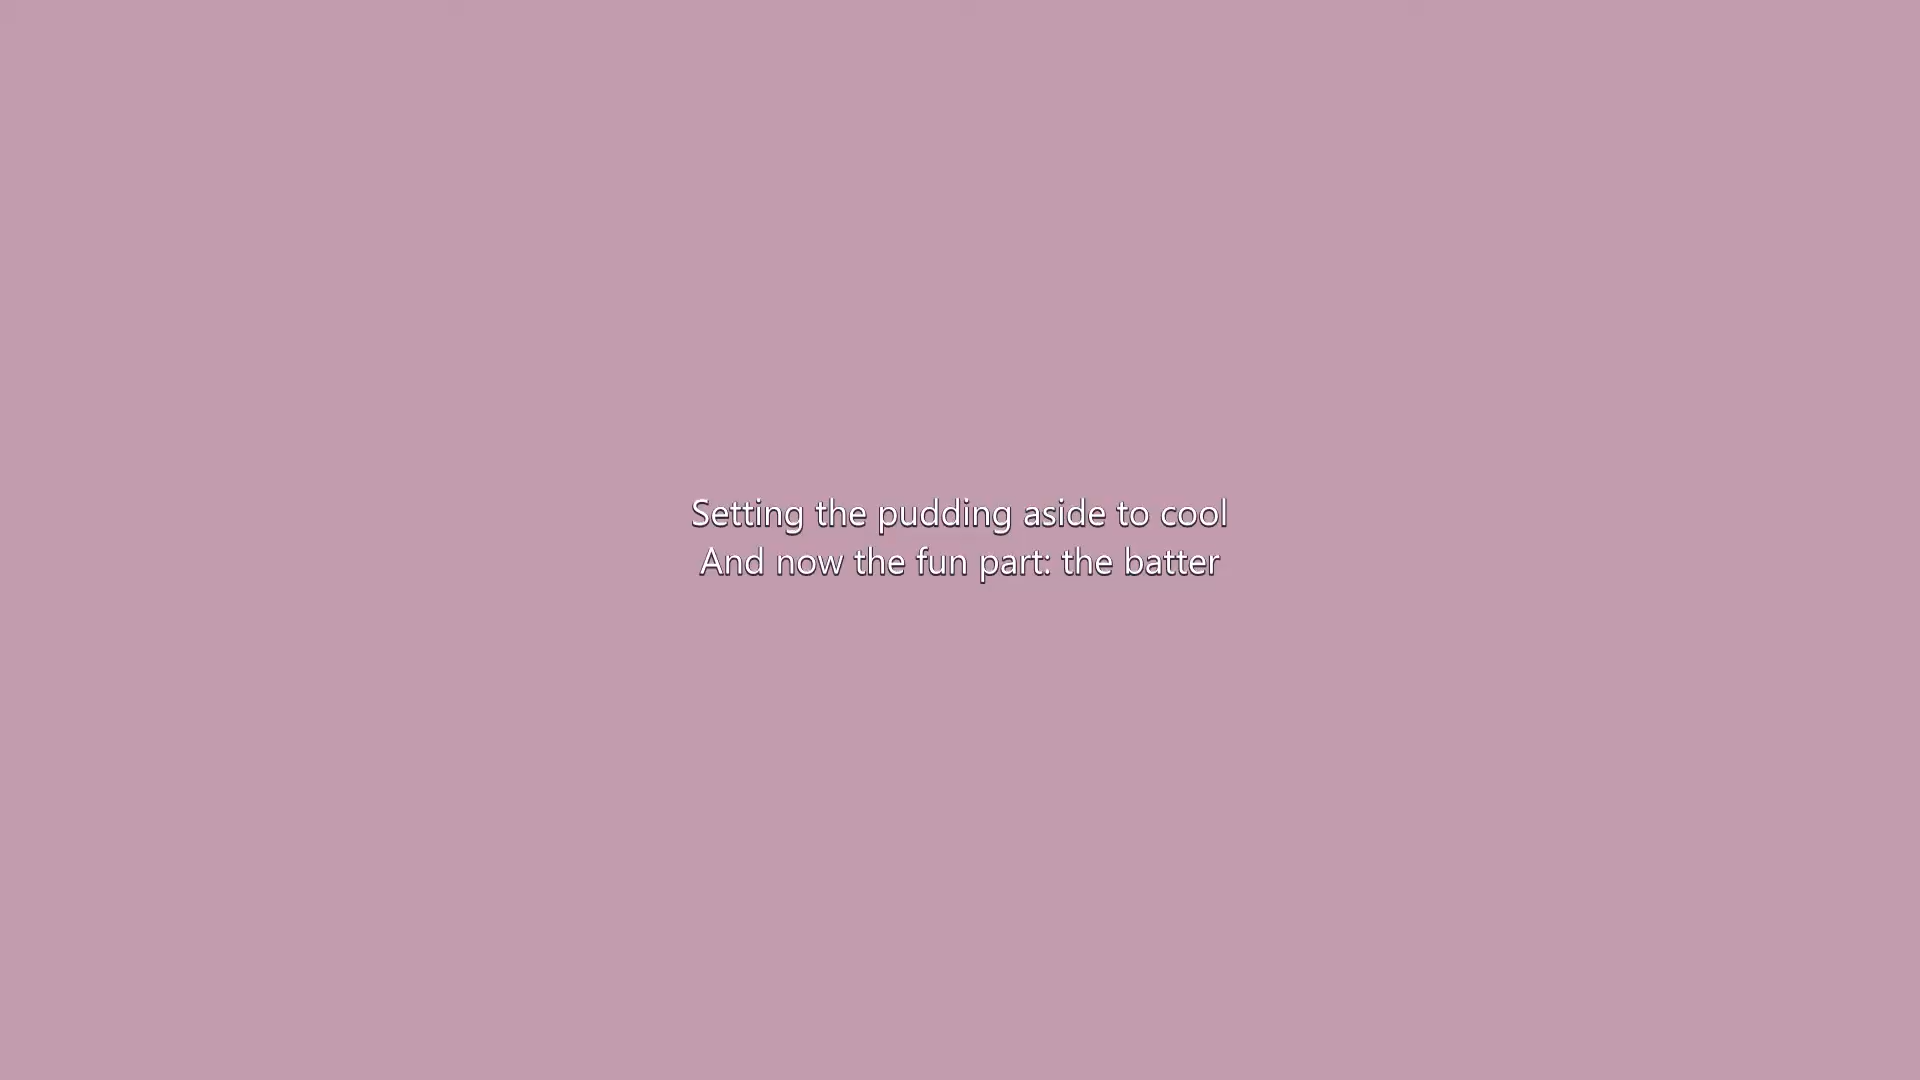 Setting the pudding aside to cool
And now the fun part: the batter